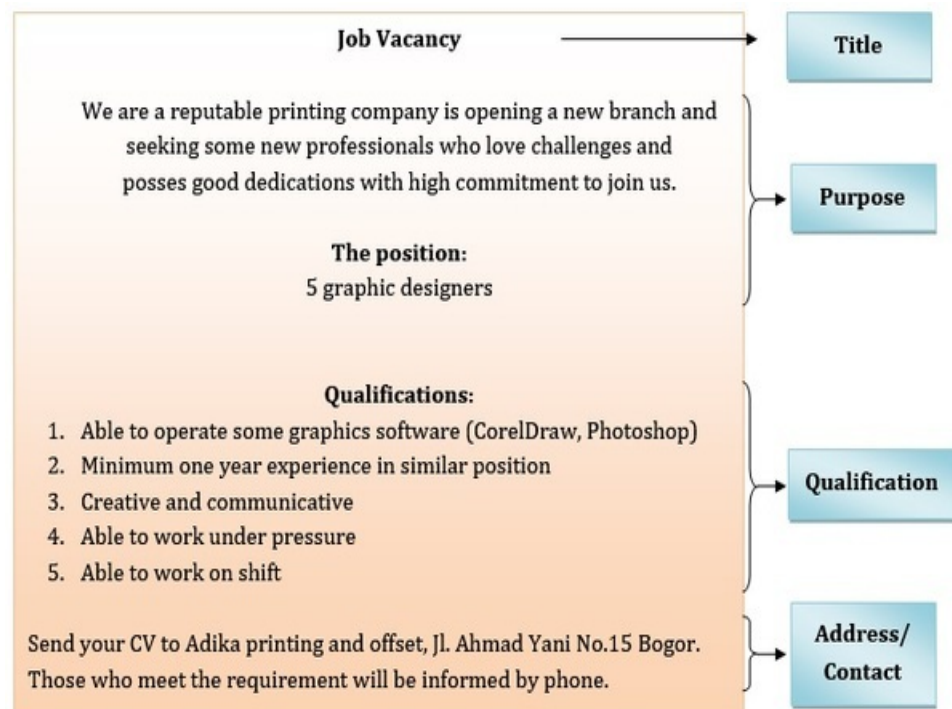 Job Vacancy
Title
We are a reputable printing company is opening a new branch and
seeking some new professionals who love challenges and
posses good dedications with high commitment to join us.
Purpose
The position:
5 graphic designers
Qualifications:
1. Able to operate some graphics software (CorelDraw, Photoshop)
2. Minimum one year experience in similar position
3. Creative and communicative
4. Able to work under pressure
5. Able to work on shift
Qualification
Send your CV to Adika printing and offset, Jl. Ahmad Yani No.15 Bogor.
Those who meet the requirement will be informed by phone.
Address/
Contact